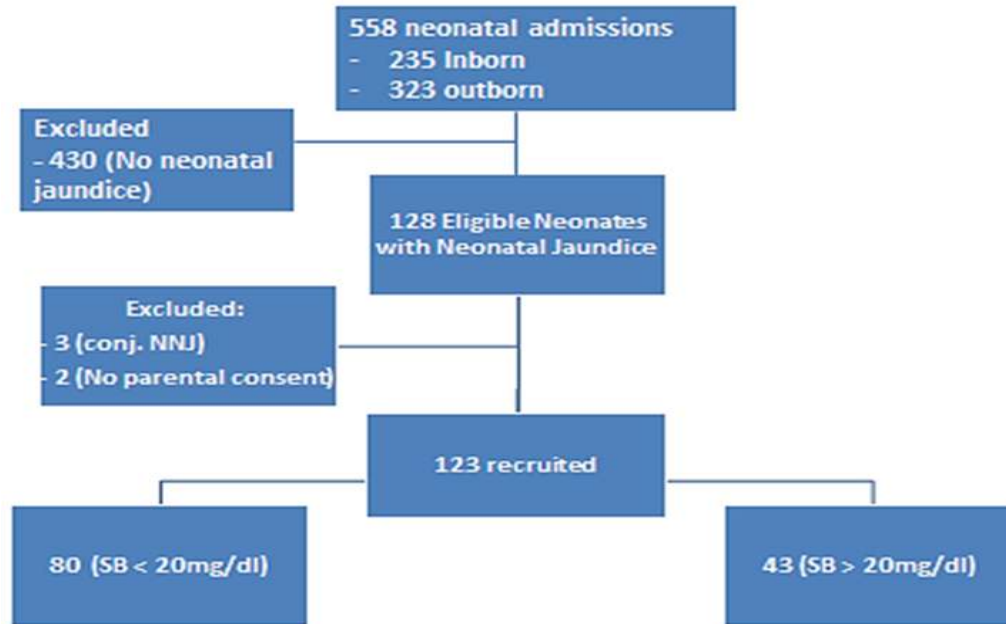 558 neonatal admissions
- 235 Inborn
- 323 outborn
Excluded
- 430 (No neonatal
jaundice)
128 Eligible Neonates
with Neonatal Jaundice
Excluded:
- 3 (conj. NNJ)
- 2 (No parental consent)
123 recruited
80 (SB < 20mg/dl)
43 (SB > 20mg/dl)